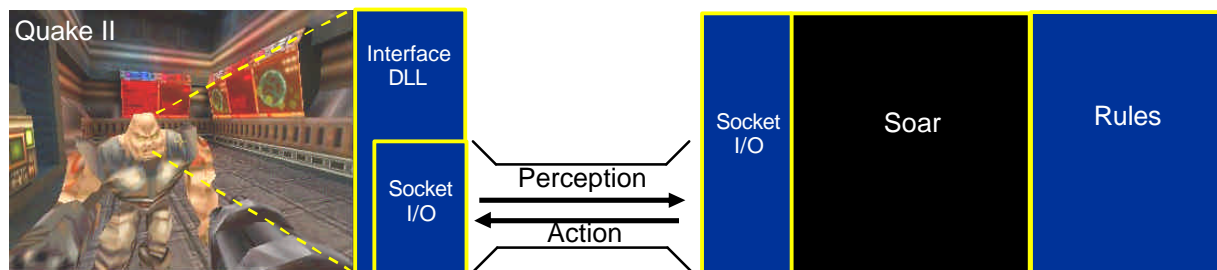 Quake II
Interface
DLL
Socket
I/O
Perception
Action
Socket
I/O
Soar
Rules